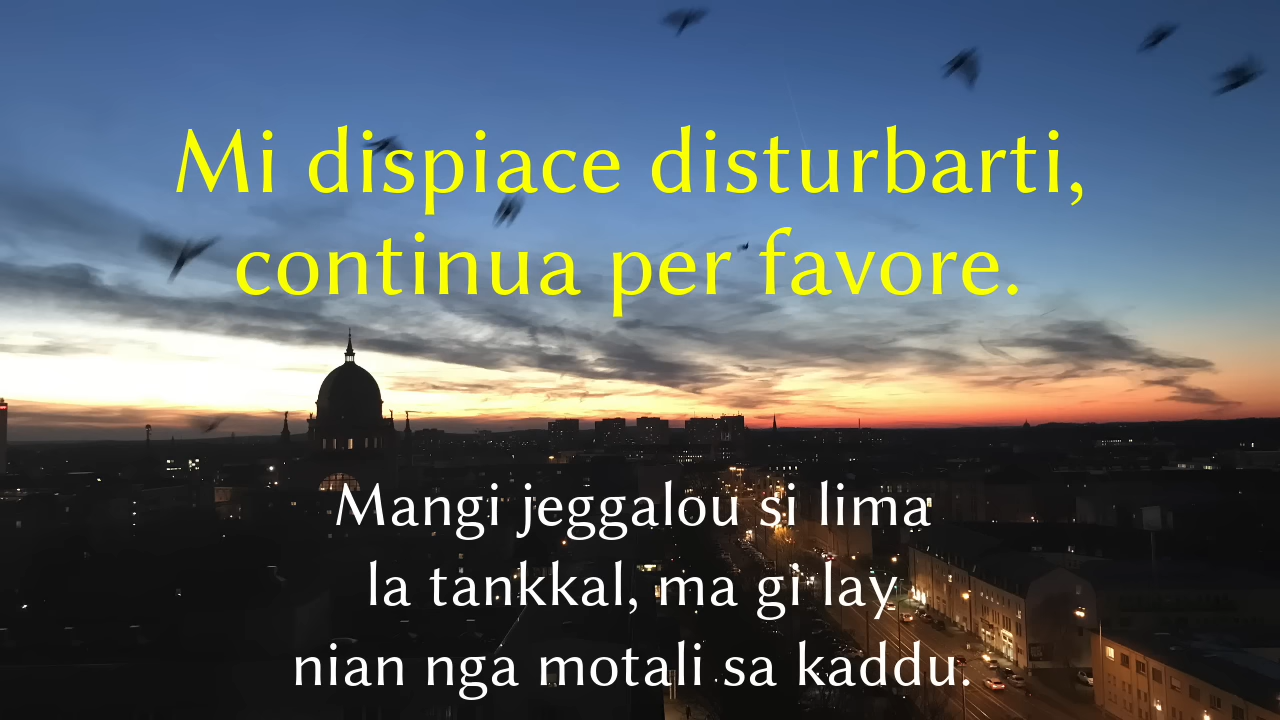 Mi dispiace disturbarti,
continua per favore.
Mangi jeggalou si lima
la tankkal, ma gi lay
nian nga motali sa kaddu.